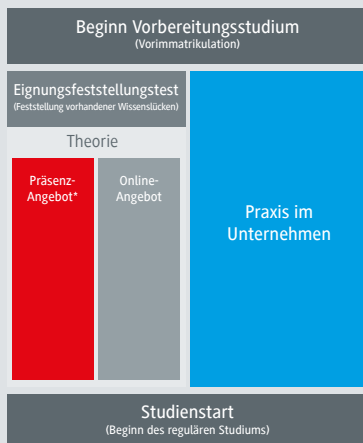 Beginn Vorbereitungsstudium
(Vorimmatrikulation)
Eignungsfeststellungstest
(Feststellung vorhandener Wissenslücken)
Theorie
Präsenz-
Angebot*
Online-
Angebot
Praxis im
Unternehmen
Studienstart
(Beginn des regulären Studiums)